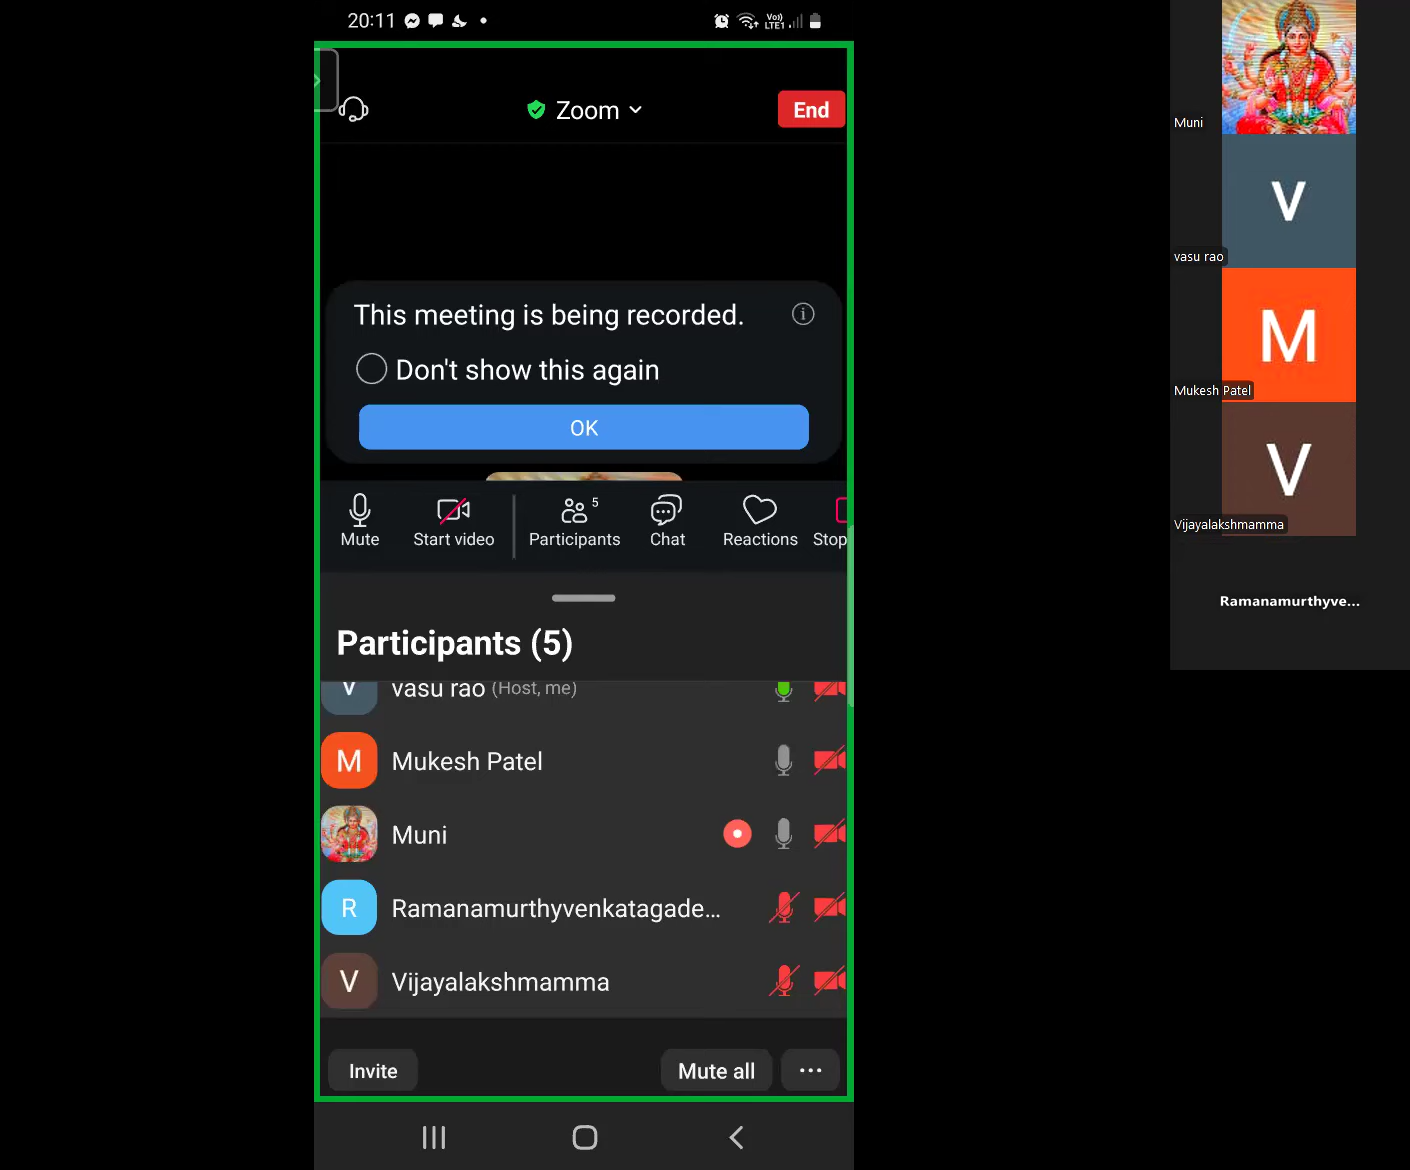 20:11
Vo)) LTE1
Zoom
End
This meeting is being recorded.
Don't show this again
OK
Mute
Start video
5
Participants
Chat
Reactions
Stop
Participants (5)
V vasu rao (Host, me)
M Mukesh Patel
Muni
R Ramanamurthyvenkatagade...
V Vijayalakshmamma
Invite
Mute all
Muni
V
vasu rao
M
Mukesh Patel
V
Vijayalakshmamma
Ramanamurthyve...